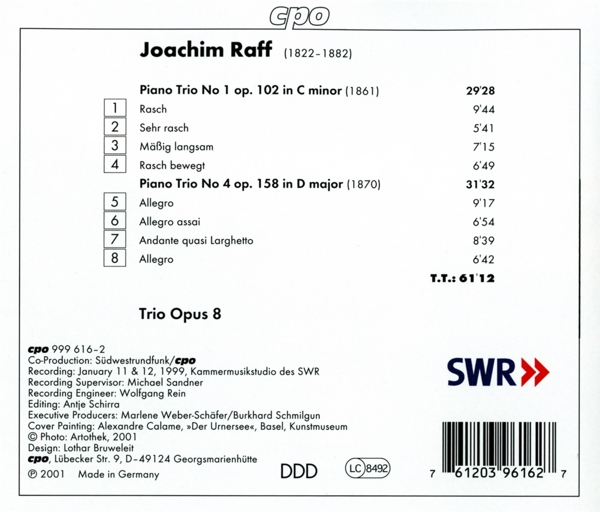 cpo
Joachim Raff (1822–1882)
Piano Trio No 1 op. 102 in C minor (1861) 29'28
1 Rasch 9'44
2 Sehr rasch 5'41
3 Mäßig langsam 7'15
4 Rasch bewegt 6'49
Piano Trio No 4 op. 158 in D major (1870) 31'32
5 Allegro 9'17
6 Allegro assai 6'54
7 Andante quasi Larghetto 8'39
8 Allegro 6'42
T.T.: 61'12
Trio Opus 8
cpo 999 616–2
Co-Production: Südwestrundfunk/cpo
Recording: January 11 & 12, 1999, Kammermusikstudio des SWR
Recording Supervisor: Michael Sandner
Recording Engineer: Wolfgang Rein
Editing: Antje Schirra
Executive Producers: Marlene Weber-Schäfer/Burkhard Schmilgun
Cover Painting: Alexandre Calame, »Der Urnersee«, Basel, Kunstmuseum
© Photo: Artothek, 2001
Design: Lothar Bruweleit
cpo, Lübecker Str. 9, D–49124 Georgsmarienhütte
℗ 2001 Made in Germany
DDD
LC 8492
SWR
7 61203 96162 7